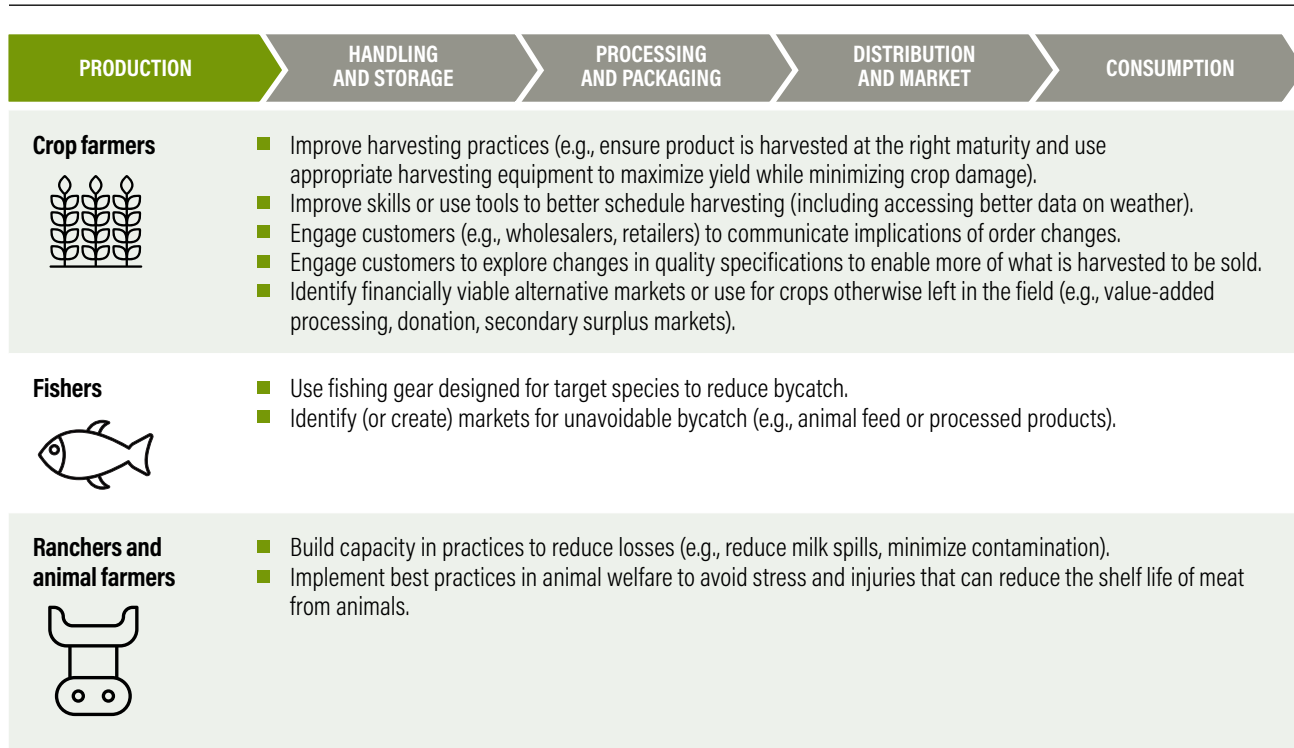 PRODUCTION
HANDLING
AND STORAGE
PROCESSING
AND PACKAGING
DISTRIBUTION
AND MARKET
CONSUMPTION
Crop farmers
■ Improve harvesting practices (e.g., ensure product is harvested at the right maturity and use
appropriate harvesting equipment to maximize yield while minimizing crop damage).
■ Improve skills or use tools to better schedule harvesting (including accessing better data on weather).
■ Engage customers (e.g., wholesalers, retailers) to communicate implications of order changes.
■ Engage customers to explore changes in quality specifications to enable more of what is harvested to be sold.
■ Identify financially viable alternative markets or use for crops otherwise left in the field (e.g., value-added
processing, donation, secondary surplus markets).
Fishers
■ Use fishing gear designed for target species to reduce bycatch.
■ Identify (or create) markets for unavoidable bycatch (e.g., animal feed or processed products).
Ranchers and
animal farmers
■ Build capacity in practices to reduce losses (e.g., reduce milk spills, minimize contamination).
■ Implement best practices in animal welfare to avoid stress and injuries that can reduce the shelf life of meat
from animals.